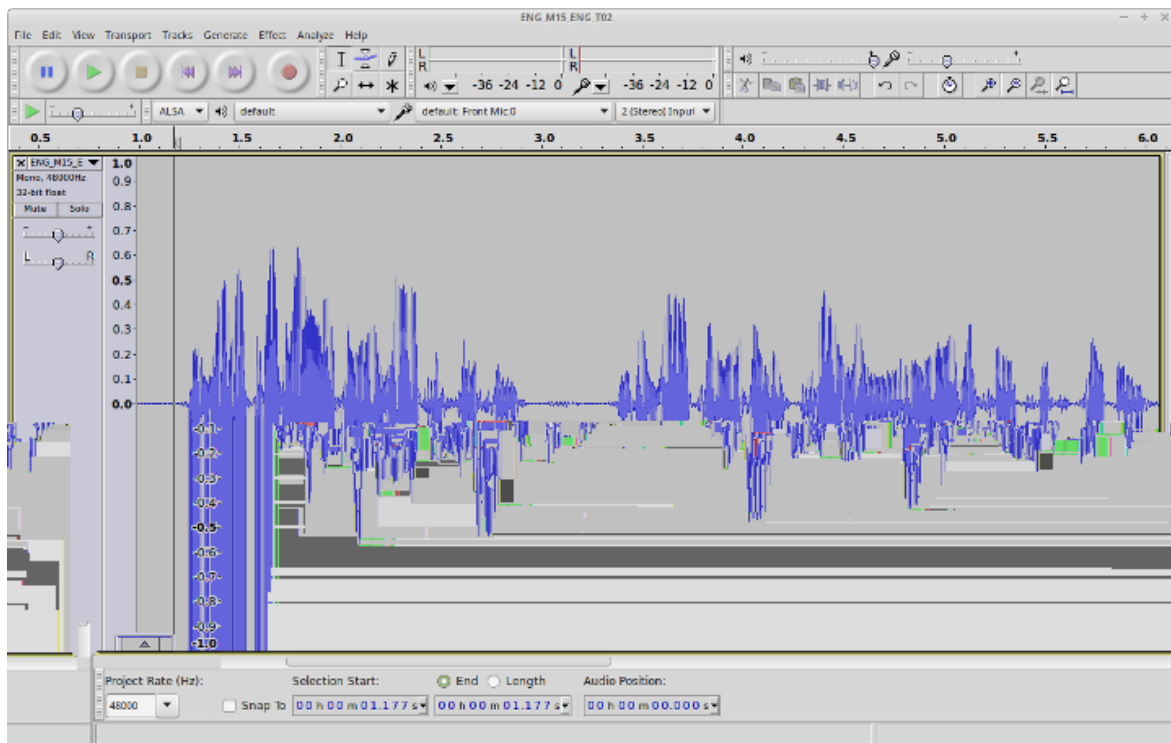 ENG_M15_ENG_T02
File Edit View Transport Tracks Generate Effect Analyze Help
L R L R
-36 -24 -12 0 -36 -24 -12 0
ALSA default default: Front Mic:0 2 (Stereo) Input
0.5 1.0 1.5 2.0 2.5 3.0 3.5 4.0 4.5 5.0 5.5 6.0
ENG_M15_E
Mono, 48000Hz
32-bit float
Mute Solo
- +
L R
1.0
0.9
0.8
0.7
0.6
0.5
0.4
0.3
0.2
0.1
0.0
-0.1
-0.2
-0.3
-0.4
-0.5
-0.6
-0.7
-0.8
-0.9
-1.0
Project Rate (Hz): Selection Start: End Length Audio Position:
48000 Snap To 00 h 00 m 01.177 s 00 h 00 m 01.177 s 00 h 00 m 00.000 s